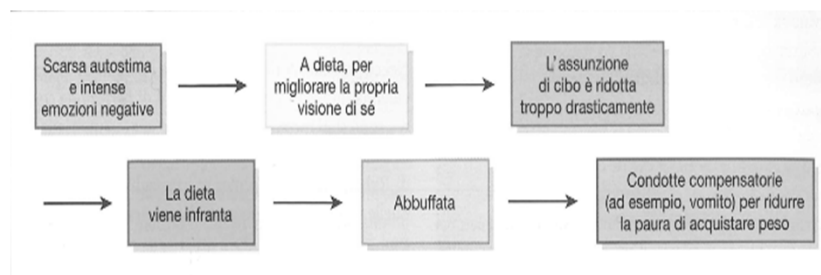 Scarsa autostima
e intense
emozioni negative
A dieta, per
migliorare la propria
visione di sé
L'assunzione
di cibo è ridotta
troppo drasticamente
La dieta
viene infranta
Abbuffata
Condotte compensatorie
(ad esempio, vomito) per ridurre
la paura di acquistare peso